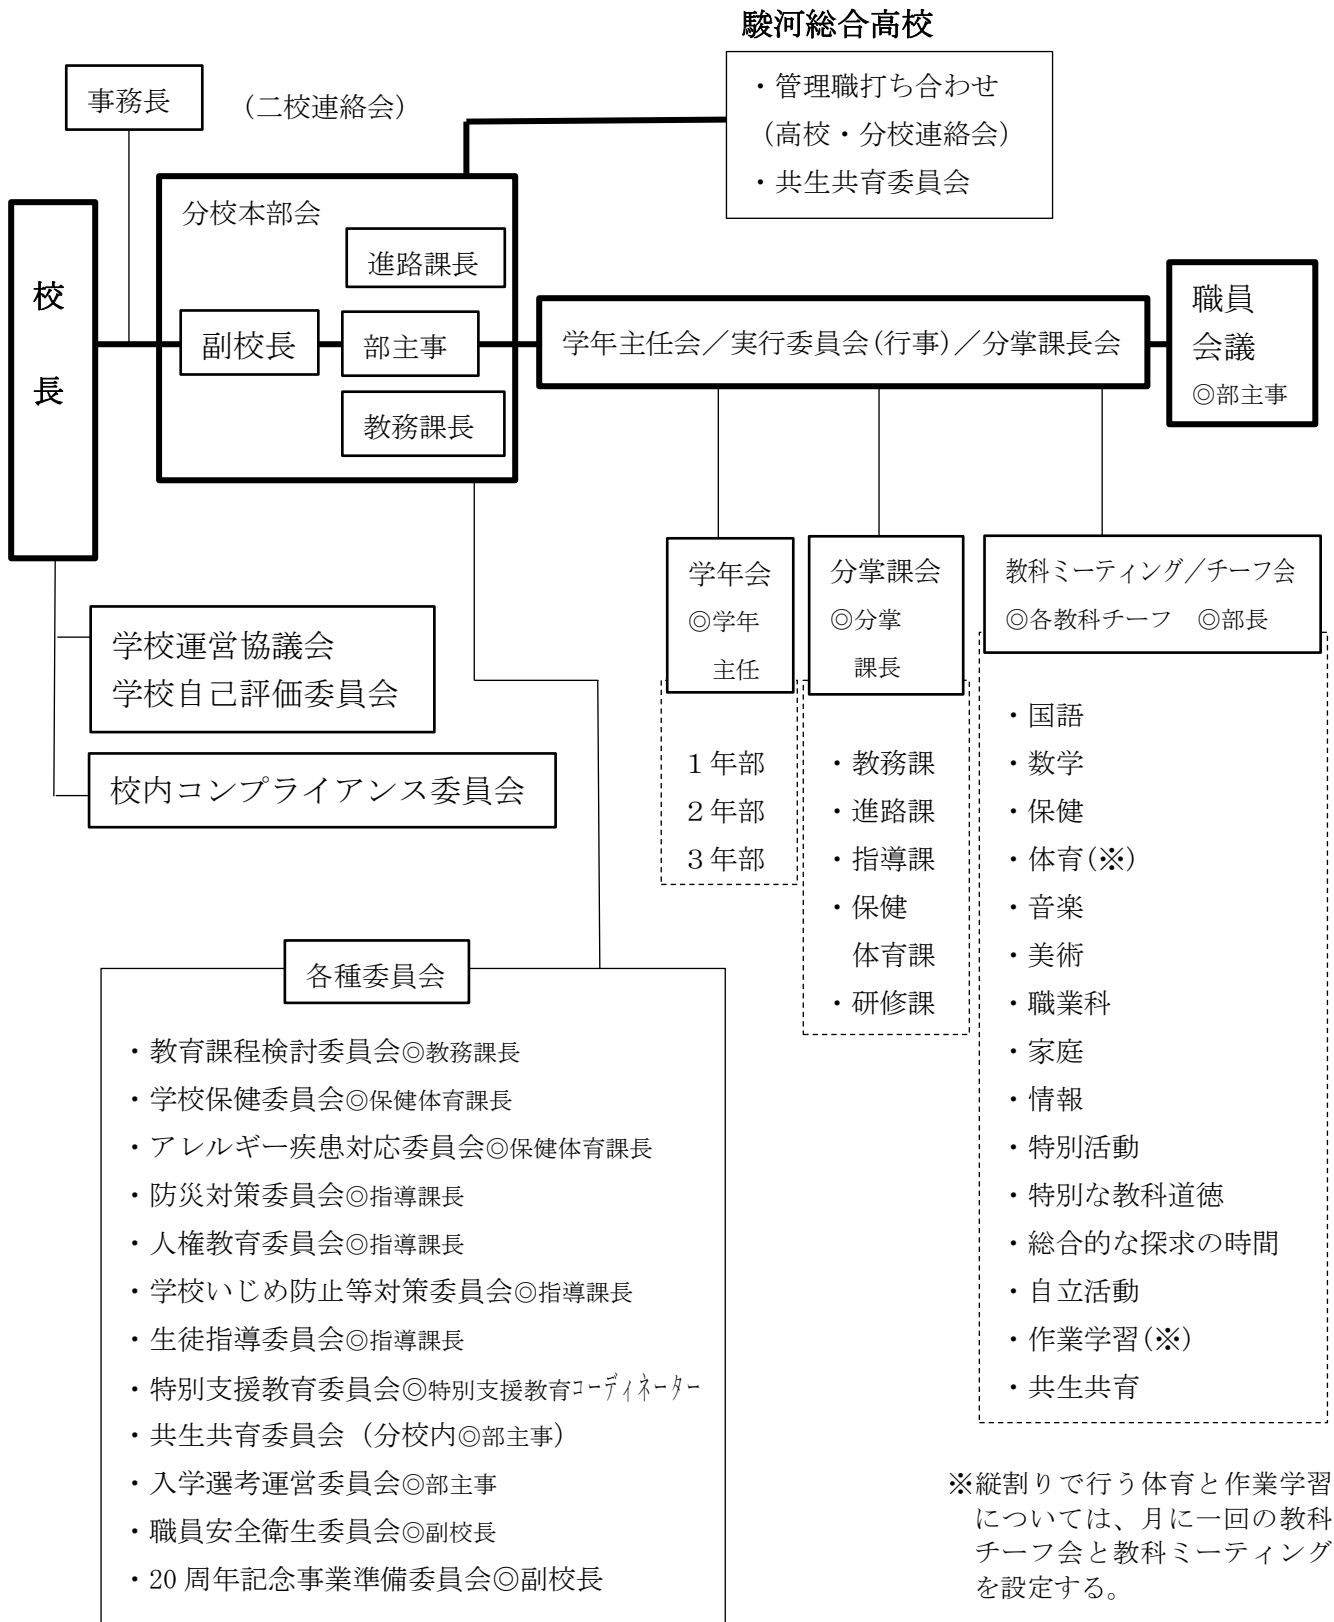 駿河総合高校
・管理職打ち合わせ
（高校・分校連絡会）
・共生共育委員会
事務長
（二校連絡会）
校
長
分校本部会
進路課長
副校長
部主事
教務課長
学年主任会／実行委員会(行事)／分掌課長会
職員
会議
◎部主事
学校運営協議会
学校自己評価委員会
校内コンプライアンス委員会
学年会
◎学年
主任
１年部
２年部
３年部
分掌課会
◎分掌
課長
・教務課
・進路課
・指導課
・保健
体育課
・研修課
教科ミーティング／チーフ会
◎各教科チーフ　◎部長
・国語
・数学
・保健
・体育(※)
・音楽
・美術
・職業科
・家庭
・情報
・特別活動
・特別な教科道徳
・総合的な探求の時間
・自立活動
・作業学習(※)
・共生共育
各種委員会
・教育課程検討委員会◎教務課長
・学校保健委員会◎保健体育課長
・アレルギー疾患対応委員会◎保健体育課長
・防災対策委員会◎指導課長
・人権教育委員会◎指導課長
・学校いじめ防止等対策委員会◎指導課長
・生徒指導委員会◎指導課長
・特別支援教育委員会◎特別支援教育ｺｰﾃﾞｨﾈｰﾀｰ
・共生共育委員会（分校内◎部主事）
・入学選考運営委員会◎部主事
・職員安全衛生委員会◎副校長
・20 周年記念事業準備委員会◎副校長
※縦割りで行う体育と作業学習
については、月に一回の教科
チーフ会と教科ミーティング
を設定する。